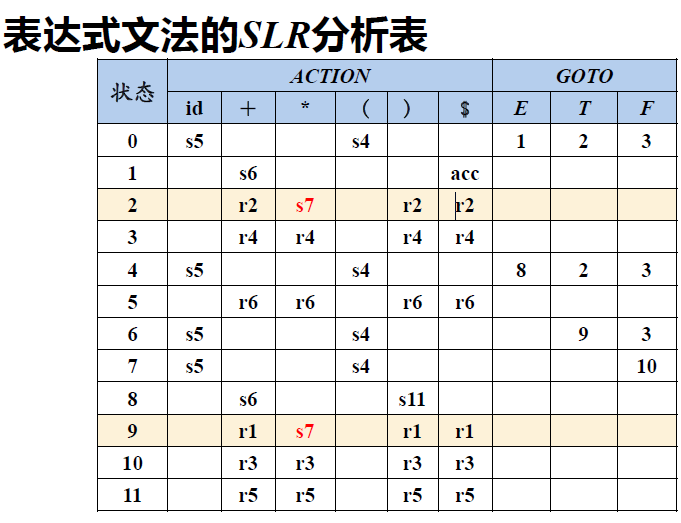 表达式文法的SLR分析表
状态 ACTION GOTO
id + * ( ) $ E T F
0 s5 s4 1 2 3
1 s6 acc
2 r2 s7 r2 r2
3 r4 r4 r4 r4
4 s5 s4 8 2 3
5 r6 r6 r6 r6
6 s5 s4 9 3
7 s5 s4 10
8 s6 s11
9 r1 s7 r1 r1
10 r3 r3 r3 r3
11 r5 r5 r5 r5